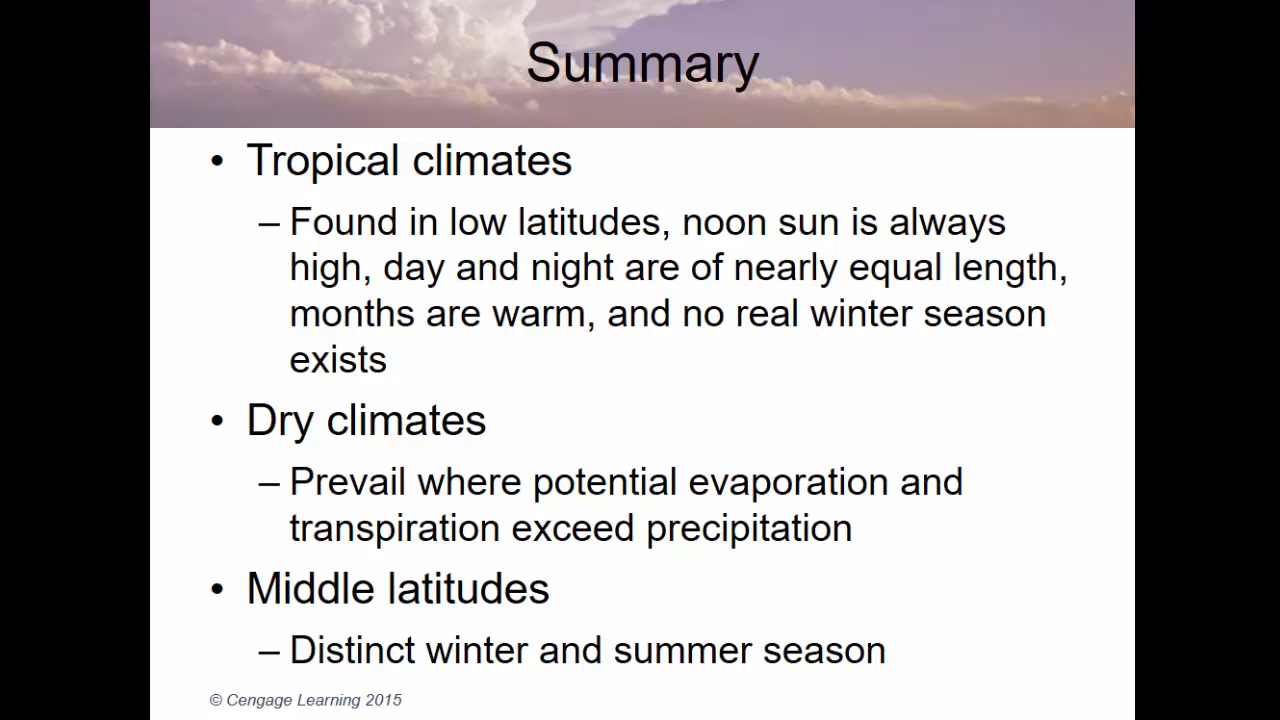 Summary
• Tropical climates
– Found in low latitudes, noon sun is always
high, day and night are of nearly equal length,
months are warm, and no real winter season
exists
• Dry climates
– Prevail where potential evaporation and
transpiration exceed precipitation
• Middle latitudes
– Distinct winter and summer season
© Cengage Learning 2015